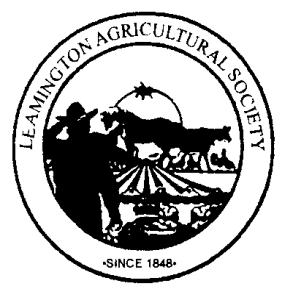 LEAMINGTON AGRICULTURAL SOCIETY
•SINCE 1848•